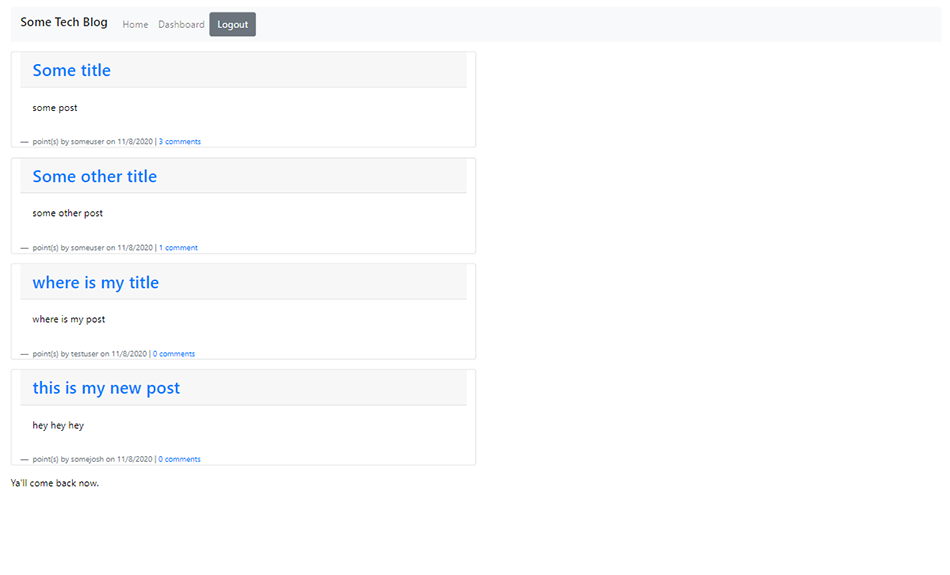 Some Tech Blog Home Dashboard Logout
Some title
some post
— point(s) by someuser on 11/8/2020 | 3 comments
Some other title
some other post
— point(s) by someuser on 11/8/2020 | 1 comment
where is my title
where is my post
— point(s) by testuser on 11/8/2020 | 0 comments
this is my new post
hey hey hey
— point(s) by somejosh on 11/8/2020 | 0 comments
Ya'll come back now.